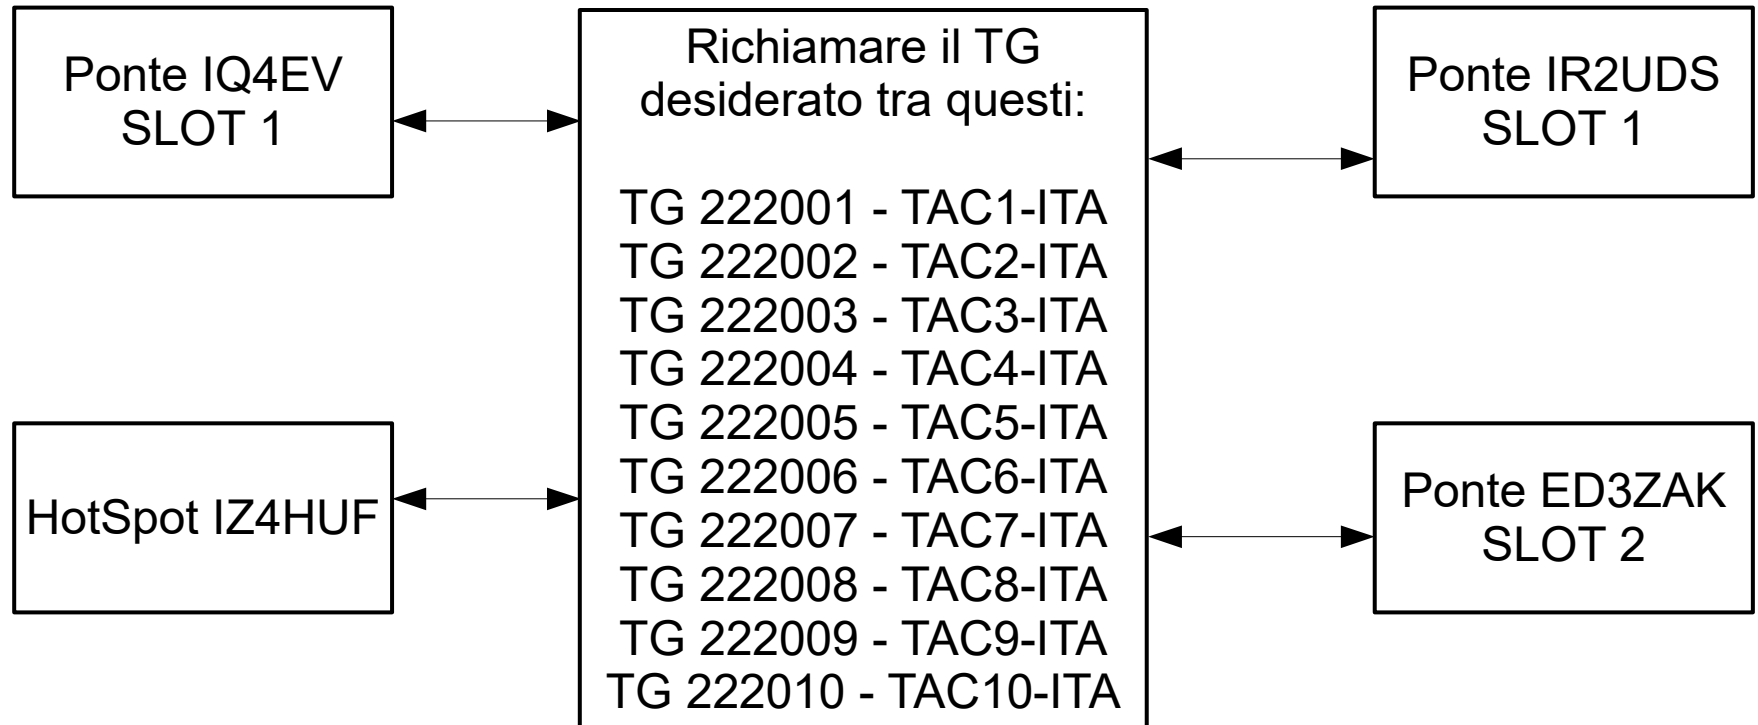 Ponte IQ4EV
SLOT 1
HotSpot IZ4HUF
Richiamare il TG
desiderato tra questi:
TG 222001 - TAC1-ITA
TG 222002 - TAC2-ITA
TG 222003 - TAC3-ITA
TG 222004 - TAC4-ITA
TG 222005 - TAC5-ITA
TG 222006 - TAC6-ITA
TG 222007 - TAC7-ITA
TG 222008 - TAC8-ITA
TG 222009 - TAC9-ITA
TG 222010 - TAC10-ITA
Ponte IR2UDS
SLOT 1
Ponte ED3ZAK
SLOT 2